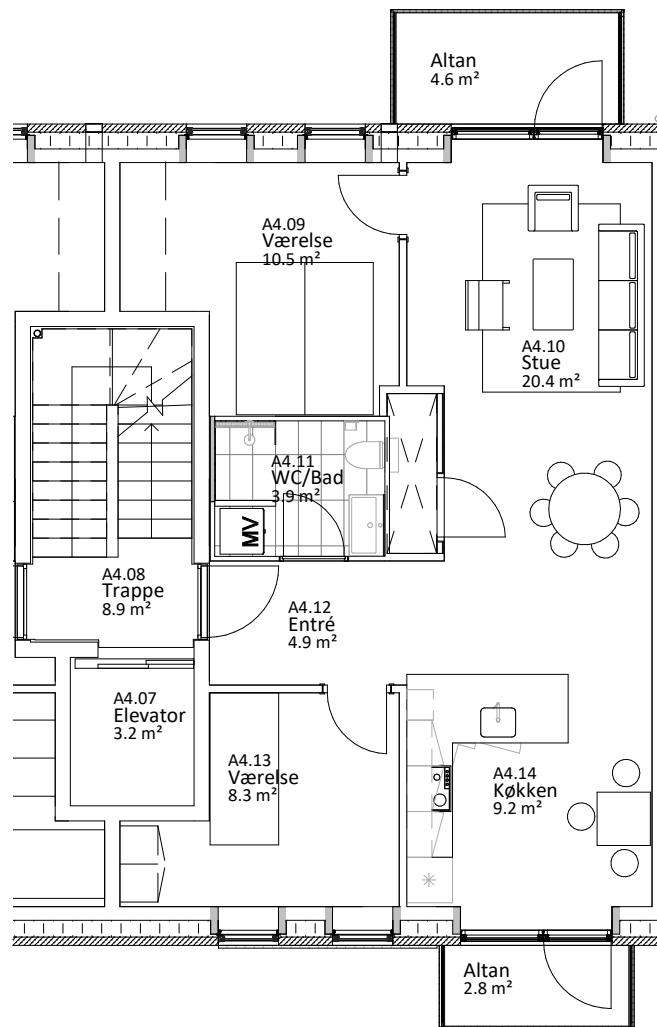 Altan
4.6 m²
A4.09
Værelse
10.5 m²
A4.10
Stue
20.4 m²
A4.11
WC/Bad
3.9 m²
MV
A4.08
Trappe
8.9 m²
A4.12
Entré
4.9 m²
A4.07
Elevator
3.2 m²
A4.13
Værelse
8.3 m²
A4.14
Køkken
9.2 m²
Altan
2.8 m²